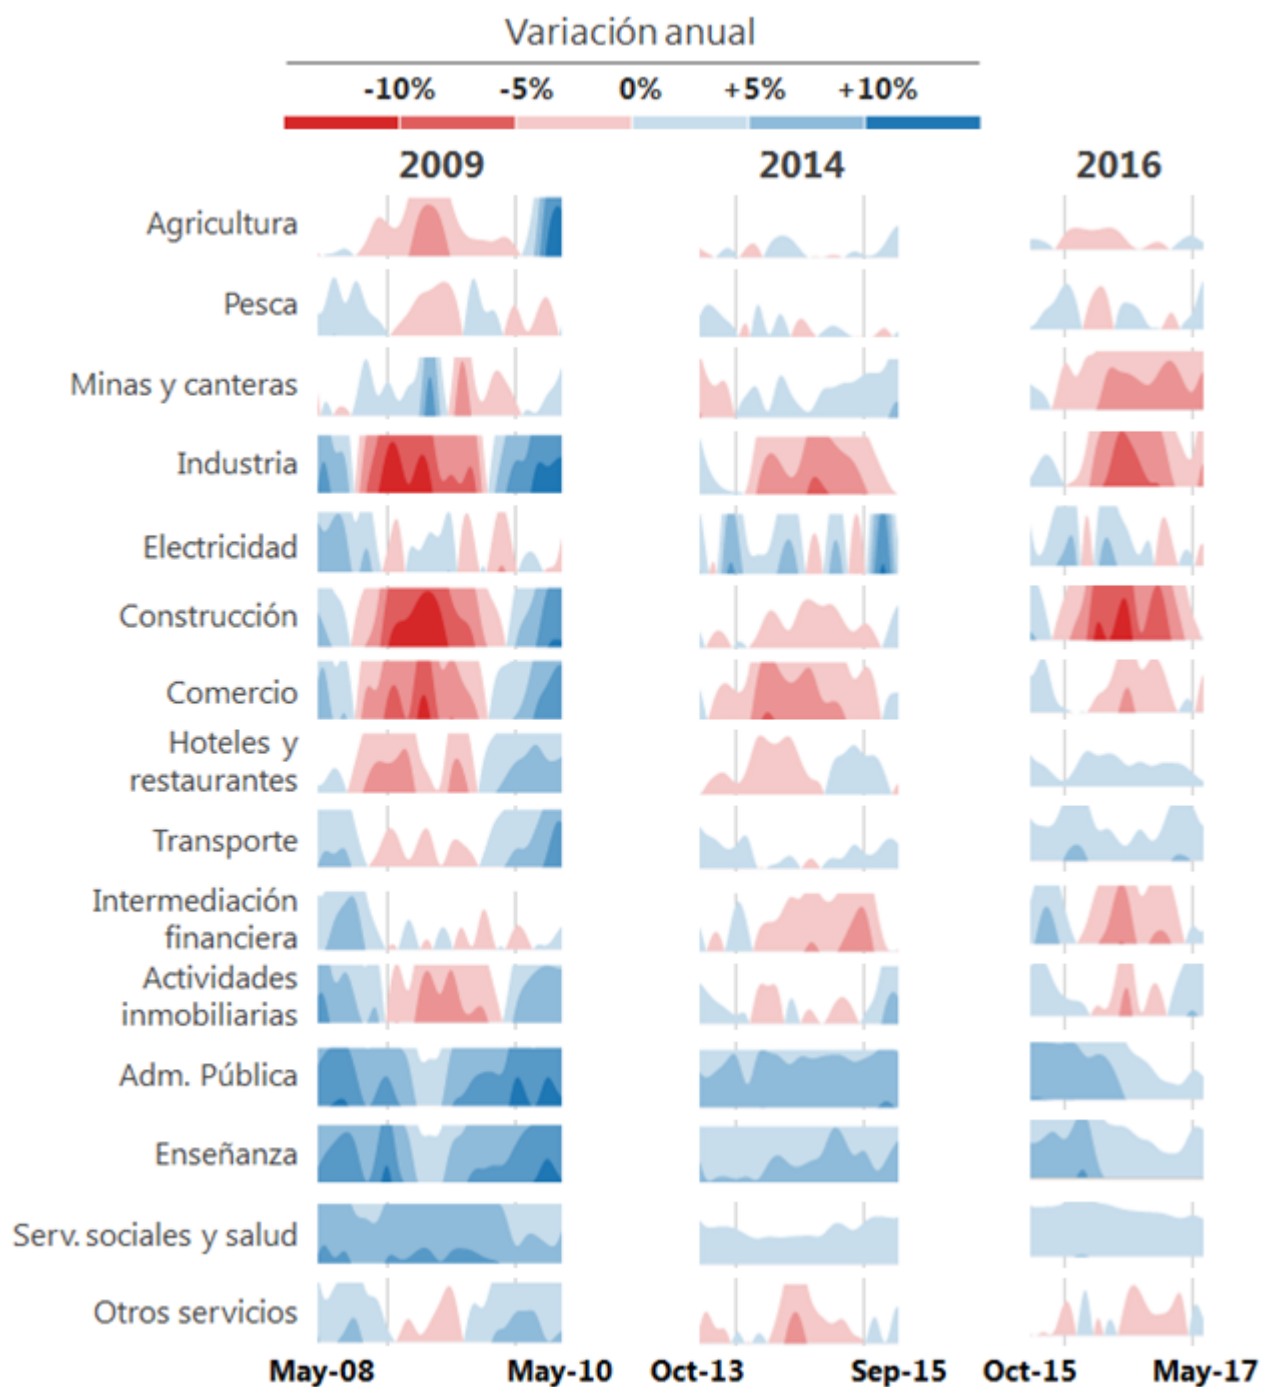 Variación anual
-10% -5% 0% +5% +10%
2009 2014 2016
Agricultura
Pesca
Minas y canteras
Industria
Electricidad
Construcción
Comercio
Hoteles y
restaurantes
Transporte
Intermediación
financiera
Actividades
inmobiliarias
Adm. Pública
Enseñanza
Serv. sociales y salud
Otros servicios
May-08 May-10 Oct-13 Sep-15 Oct-15 May-17